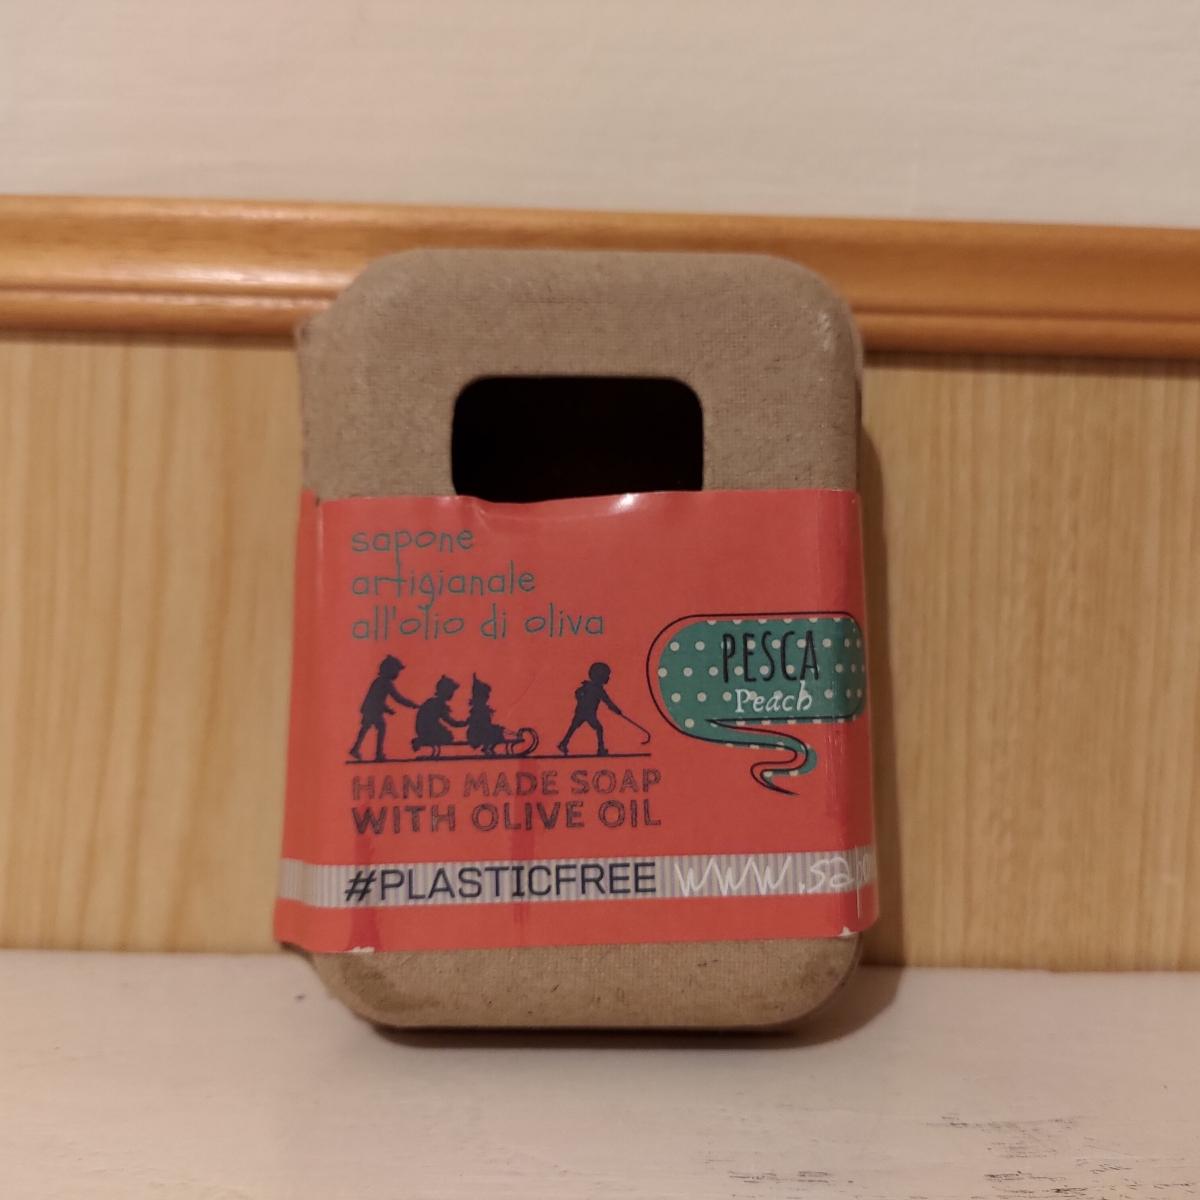 sapone
artigianale
all'olio di oliva
PESCA
Peach
HAND MADE SOAP
WITH OLIVE OIL
#PLASTICFREE